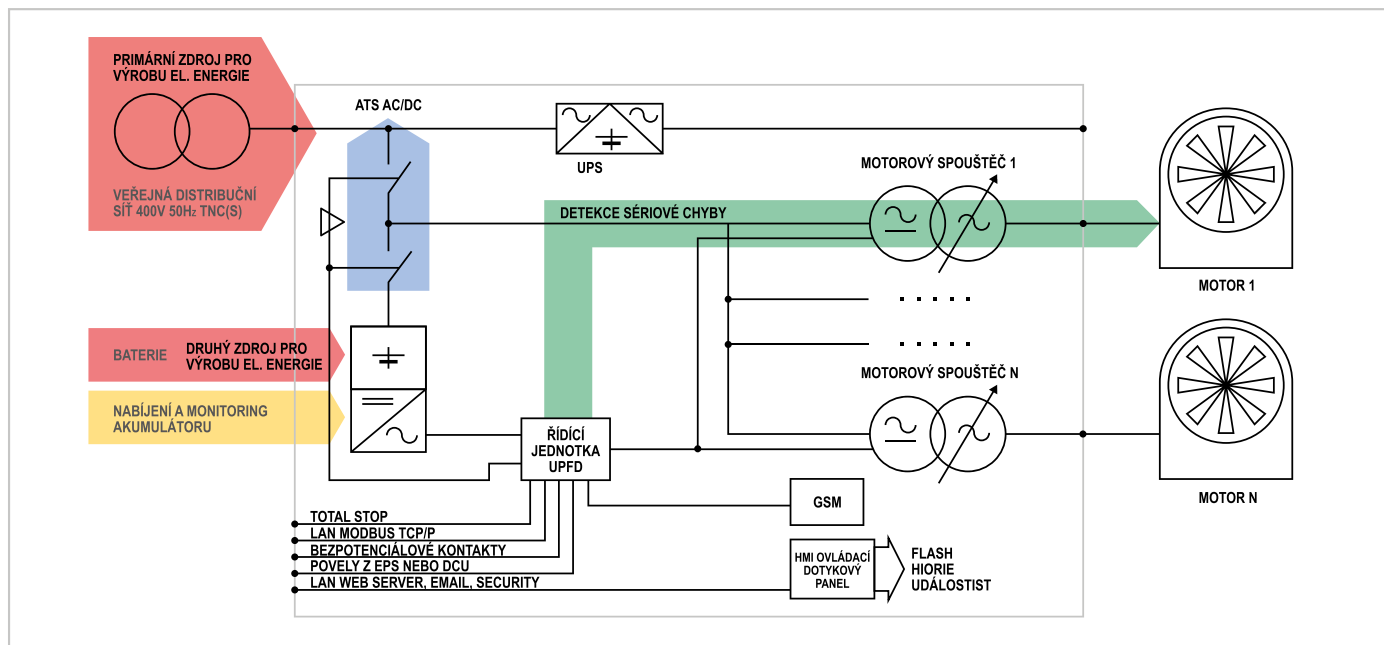 PRIMÁRNÍ ZDROJ PRO
VÝROBU EL. ENERGIE
VEŘEJNÁ DISTRIBUČNÍ
SÍŤ 400V 50Hz TNC(S)
ATS AC/DC
UPS
MOTOROVÝ SPOUŠTĚČ 1
DETEKCE SÉRIOVÉ CHYBY
MOTOR 1
BATERIE
DRUHÝ ZDROJ PRO
VÝROBU EL. ENERGIE
MOTOROVÝ SPOUŠTĚČ N
NABÍJENÍ A MONITORING
AKUMULÁTORU
ŘÍDÍCÍ
JEDNOTKA
UPFD
MOTOR N
GSM
TOTAL STOP
LAN MODBUS TCP/P
BEZPOTENCIÁLOVÉ KONTAKTY
POVELY Z EPS NEBO DCU
LAN WEB SERVER, EMAIL, SECURITY
HMI OVLÁDACÍ
DOTYKOVÝ
PANEL
FLASH
HIORIE
UDÁLOSTIST